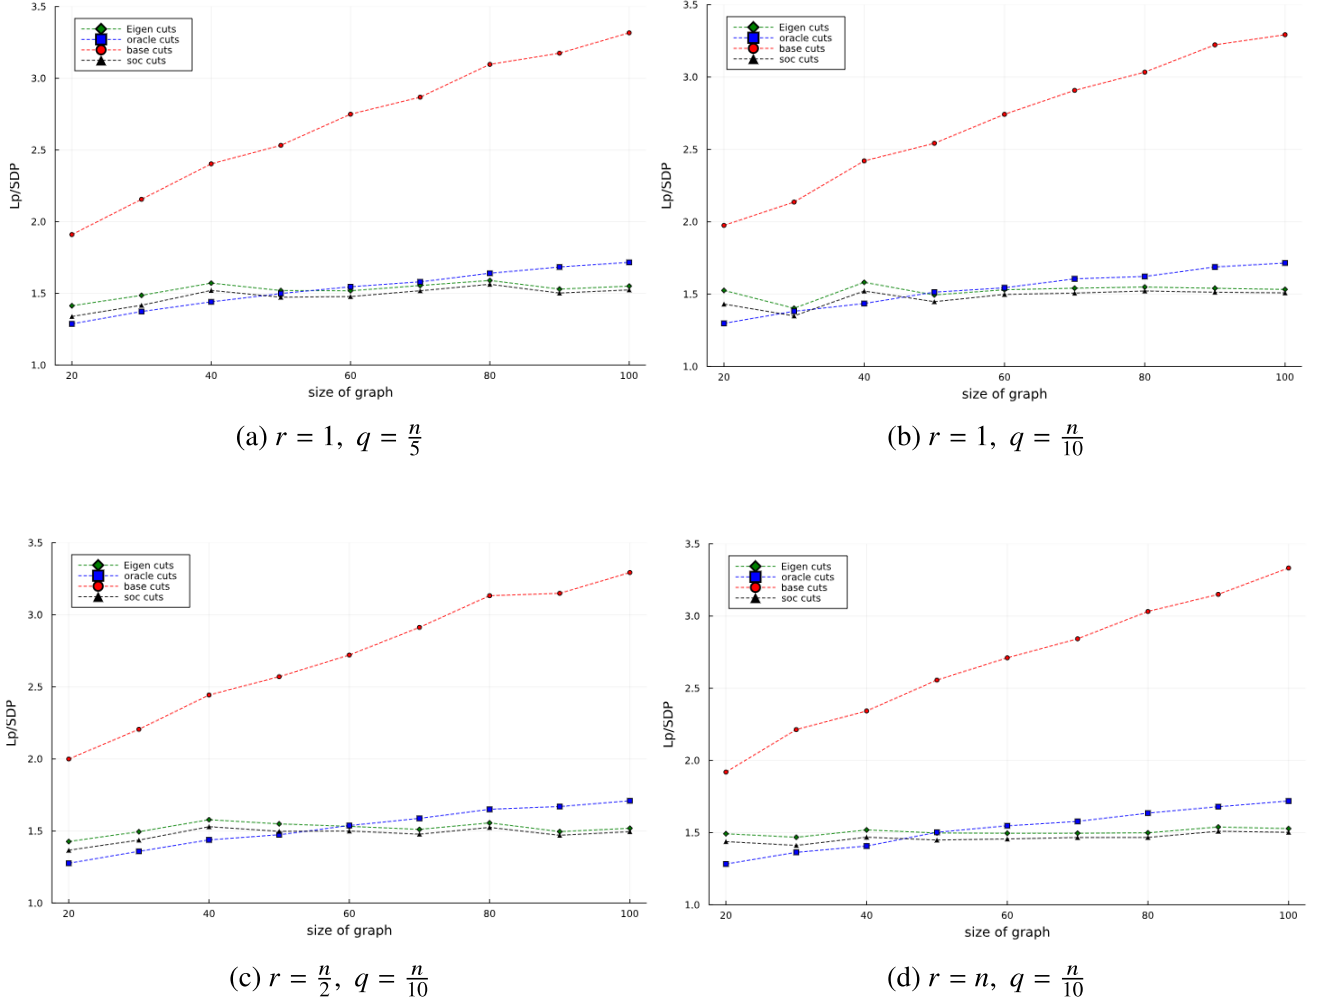 3.5
3.0
2.5
2.0
1.5
1.0
Lp/SDP
Eigen cuts
oracle cuts
base cuts
soc cuts
20 40 60 80 100
size of graph
(a) r = 1, q = n/5
3.5
3.0
2.5
2.0
1.5
1.0
Lp/SDP
Eigen cuts
oracle cuts
base cuts
soc cuts
20 40 60 80 100
size of graph
(b) r = 1, q = n/10
3.5
3.0
2.5
2.0
1.5
1.0
Lp/SDP
Eigen cuts
oracle cuts
base cuts
soc cuts
20 40 60 80 100
size of graph
(c) r = n/2, q = n/10
3.5
3.0
2.5
2.0
1.5
1.0
Lp/SDP
Eigen cuts
oracle cuts
base cuts
soc cuts
20 40 60 80 100
size of graph
(d) r = n, q = n/10